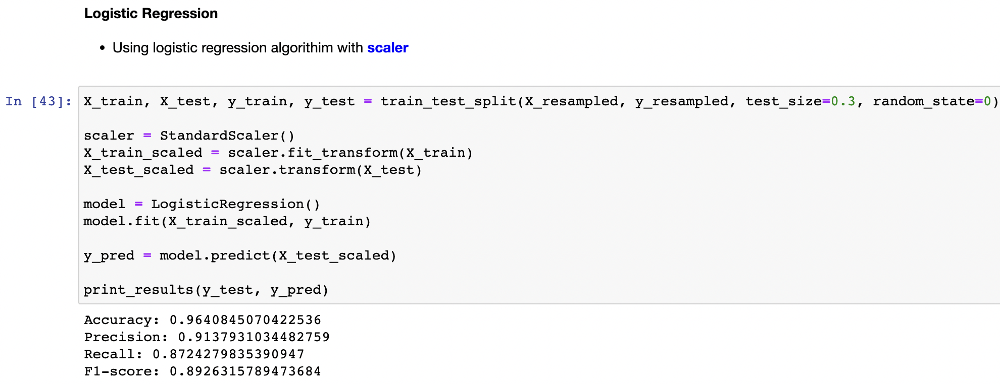 Logistic Regression
• Using logistic regression algorithim with scaler
In [43]: X_train, X_test, y_train, y_test = train_test_split(X_resampled, y_resampled, test_size=0.3, random_state=0)
scaler = StandardScaler()
X_train_scaled = scaler.fit_transform(X_train)
X_test_scaled = scaler.transform(X_test)
model = LogisticRegression()
model.fit(X_train_scaled, y_train)
y_pred = model.predict(X_test_scaled)
print_results(y_test, y_pred)
Accuracy: 0.9640845070422536
Precision: 0.9137931034482759
Recall: 0.8724279835390947
F1-score: 0.8926315789473684